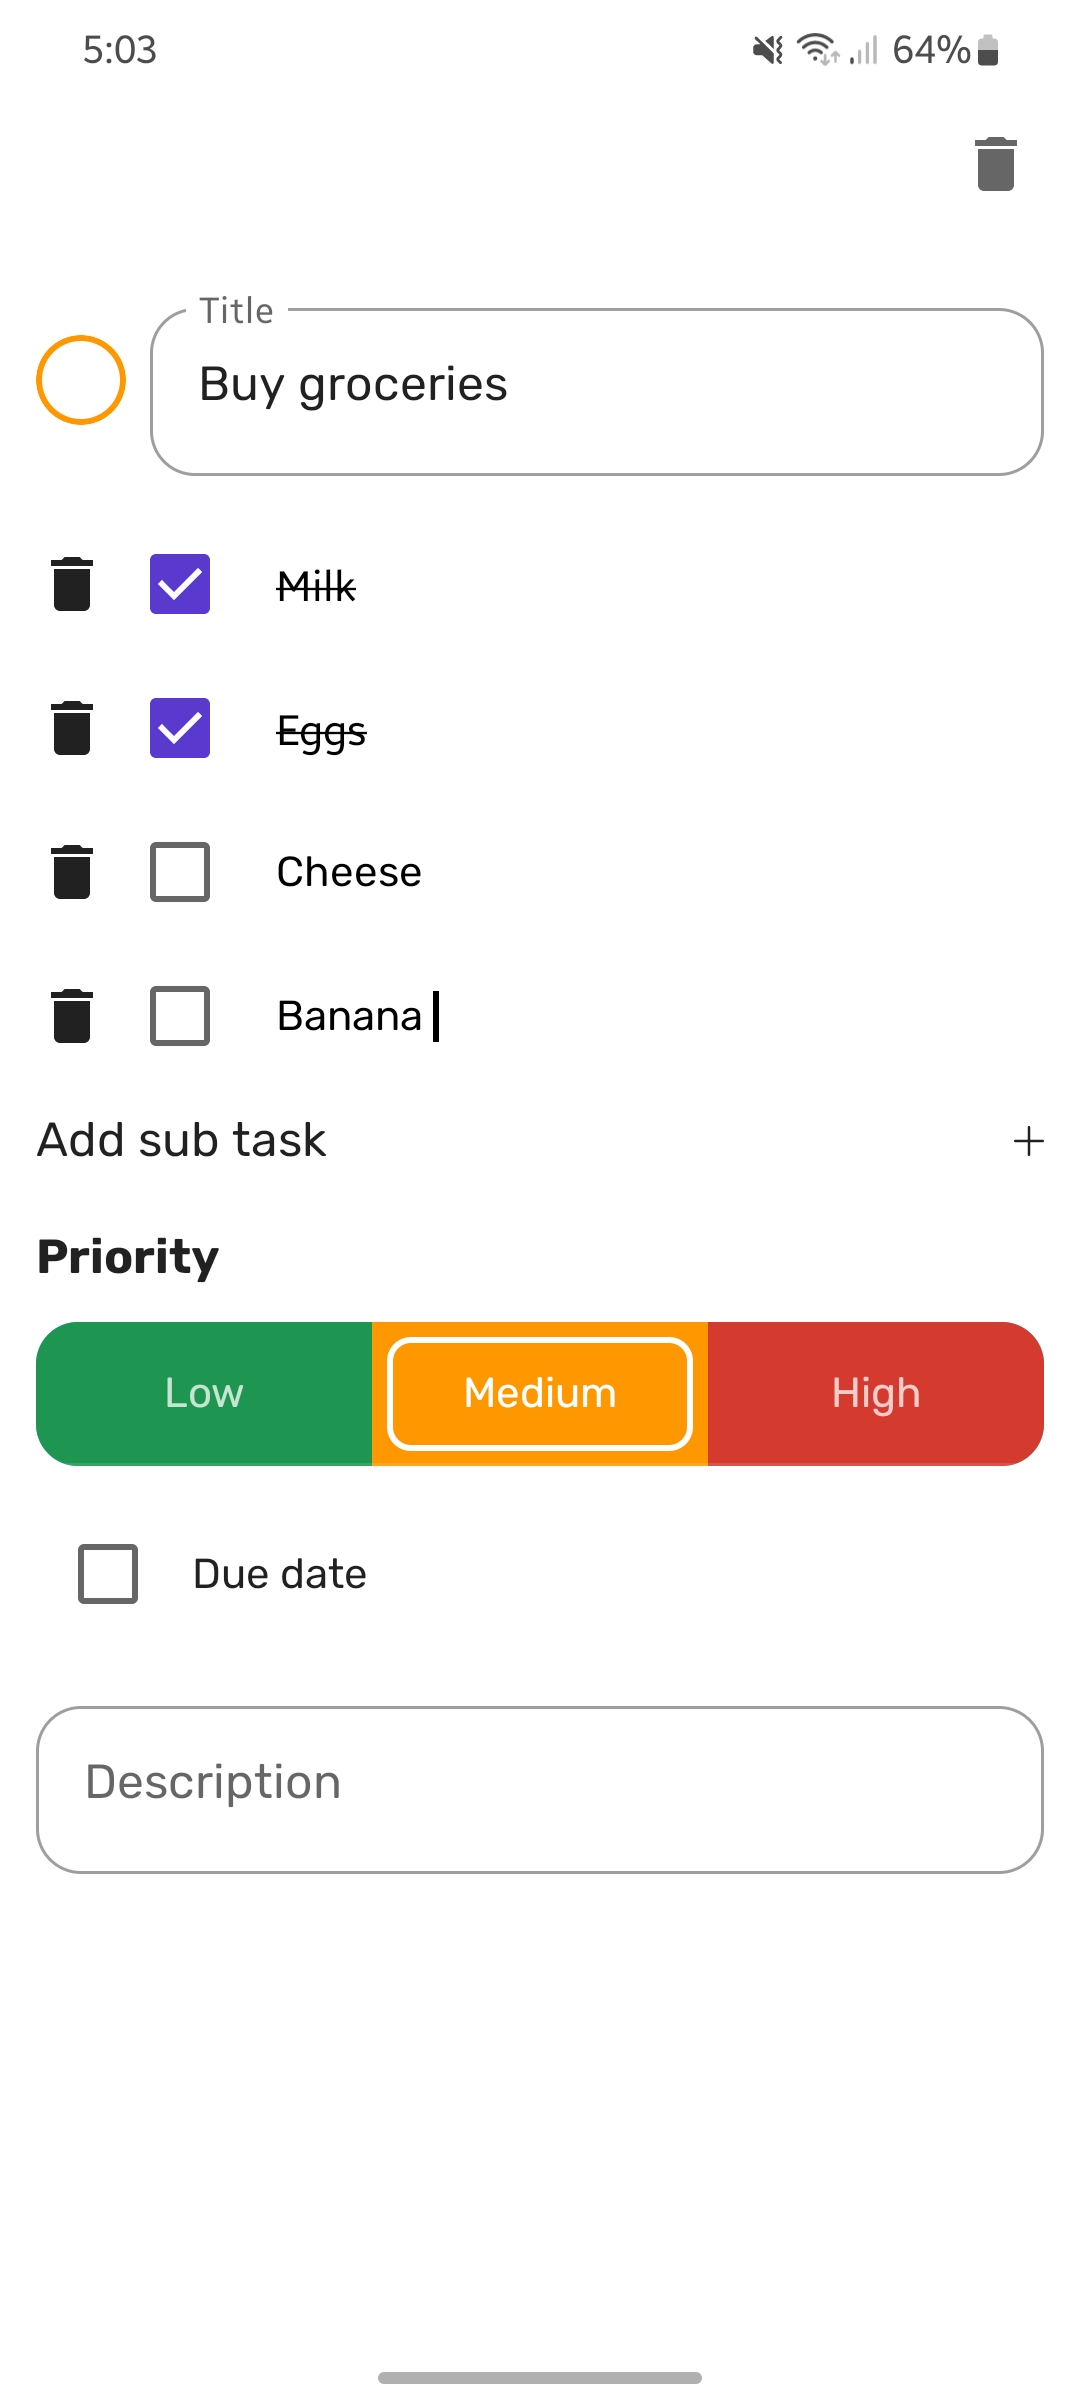 5:03 64%
Title
Buy groceries
Milk
Eggs
Cheese
Banana
Add sub task
Priority
Low Medium High
Due date
Description